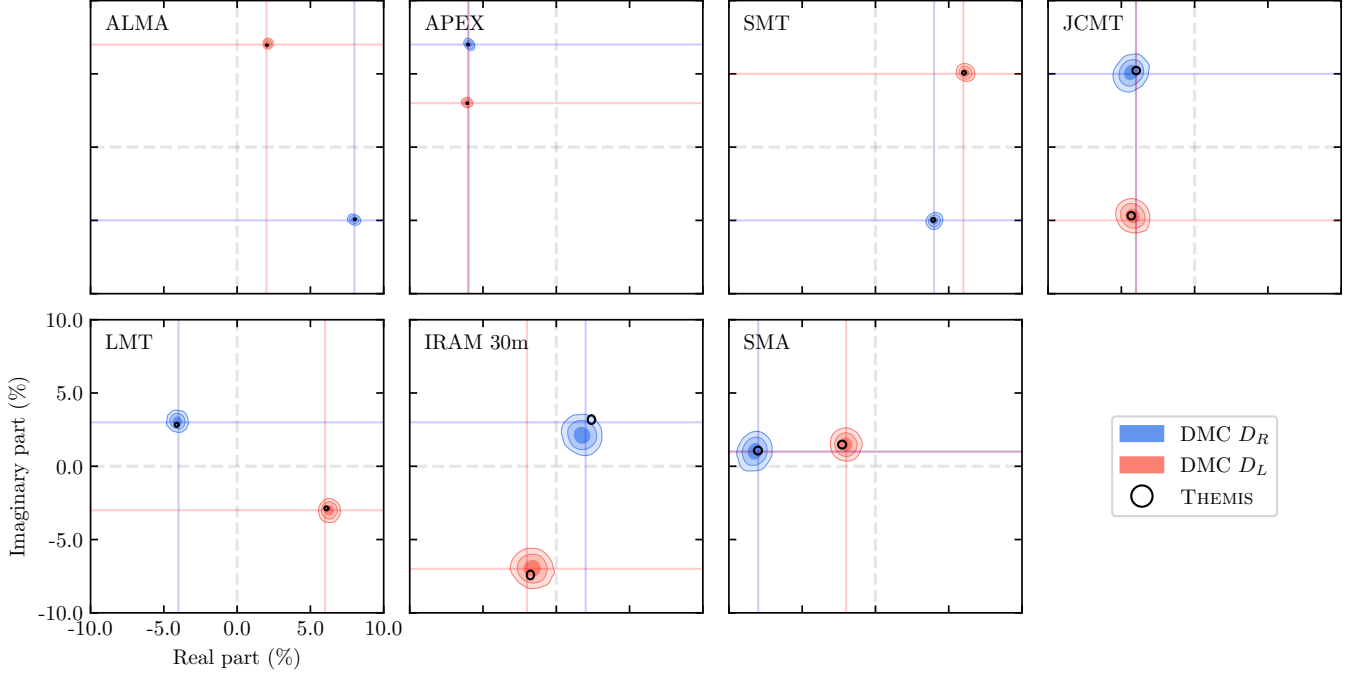 ALMA
APEX
SMT
JCMT
LMT
IRAM 30m
SMA
10.0
5.0
0.0
-5.0
-10.0
Imaginary part (%)
-10.0 -5.0 0.0 5.0 10.0
Real part (%)
DMC D_R
DMC D_L
THEMIS